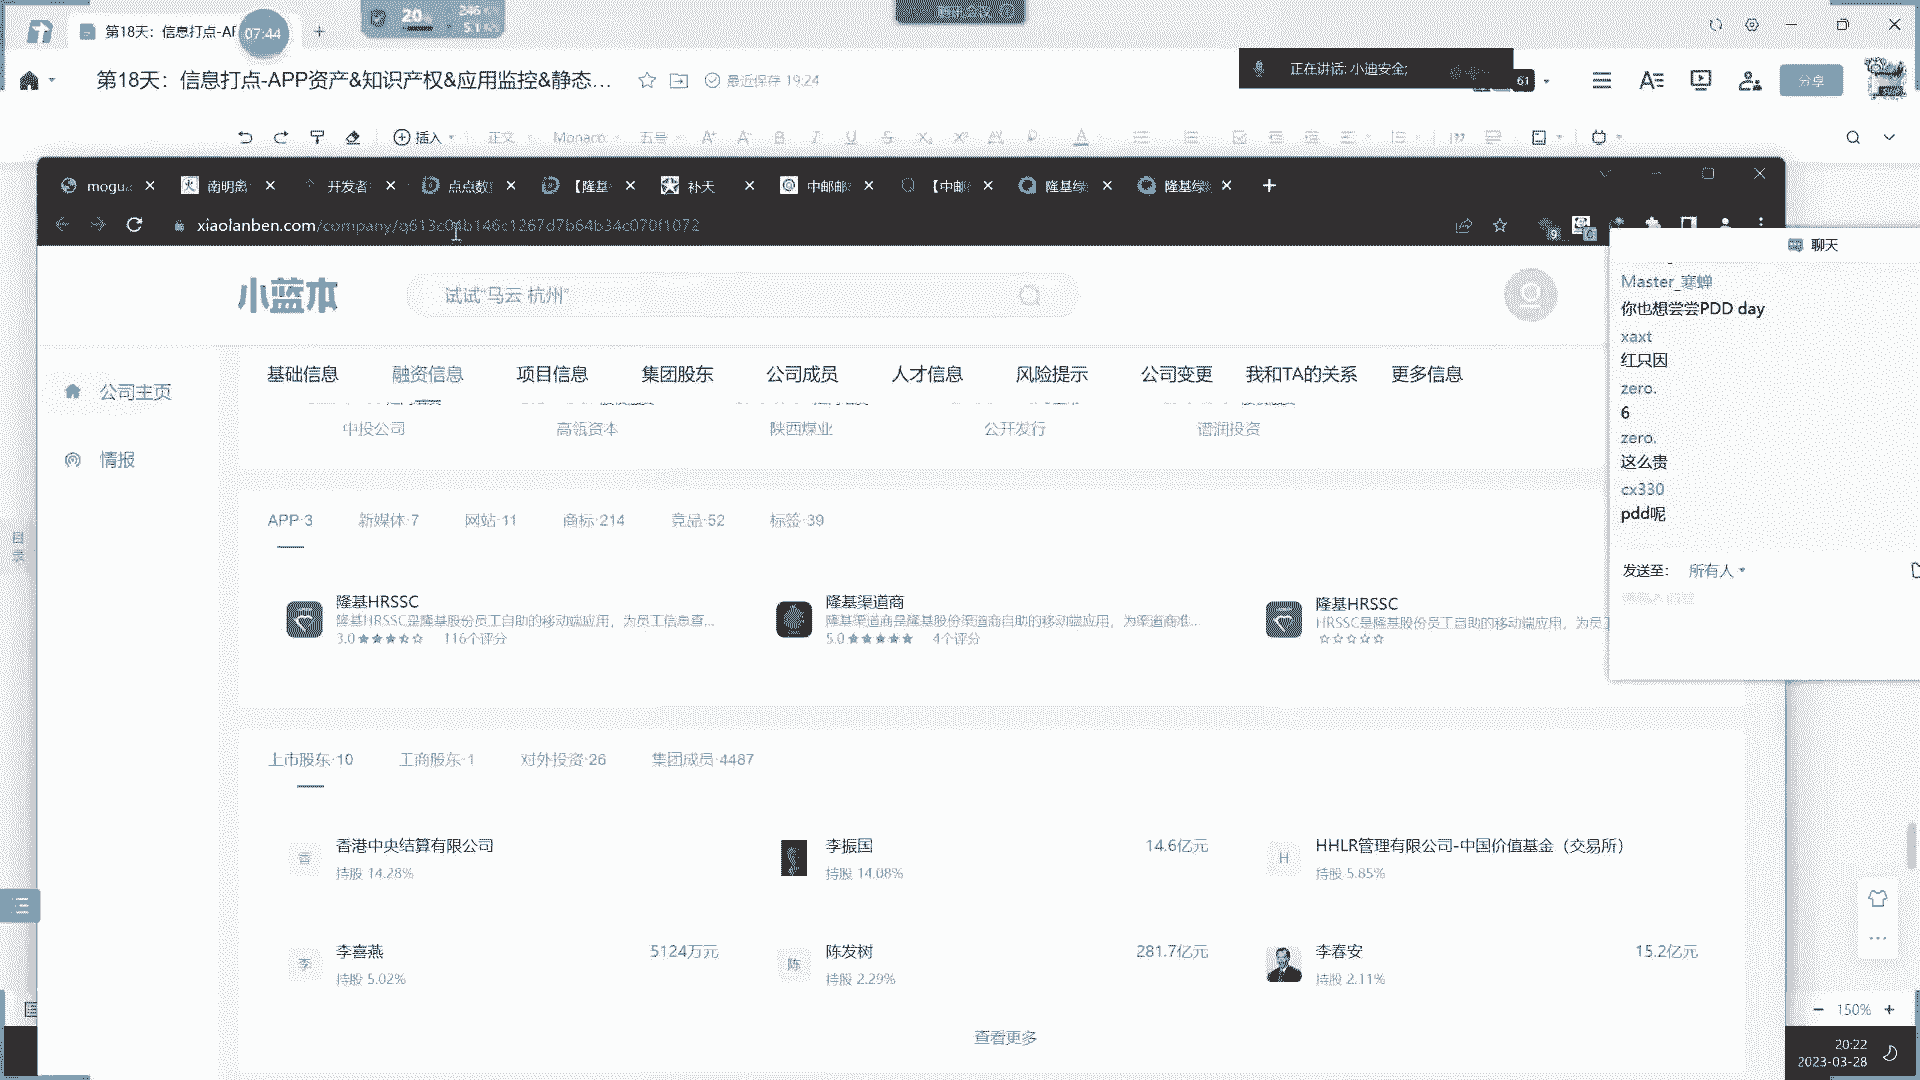 第18天：信息打点-AF
07:44
20
246
5.1
第18天：信息打点-APP资产&知识产权&应用监控&静态...
最近保存 19:24
正在讲话: 小迪安全;
61
分享
插入
正文
Monaco
五号
mogu
南明离
开发者
点点数
【隆基
补天
中邮邮
【中邮
隆基绿
隆基绿
xiaolanben.com/company/q613c04b146c1267d7b64b34c070f1072
聊天
小蓝本
试试“马云 杭州”
Master_寒蝉
你也想尝尝PDD day
xaxt
红只因
zero.
6
zero.
这么贵
cx330
pdd呢
发送至：
所有人
公司主页
情报
基础信息
融资信息
项目信息
集团股东
公司成员
人才信息
风险提示
公司变更
我和TA的关系
更多信息
中投公司
高瓴资本
陕西煤业
公开发行
谱润投资
APP·3
新媒体·7
网站·11
商标·214
竞品·52
标签·39
目录
隆基HRSSC
隆基HRSSC是隆基股份员工自助的移动端应用，为员工信息查...
3.0
116个评分
隆基渠道商
隆基渠道商是隆基股份渠道商自助的移动端应用，为渠道商准...
5.0
4个评分
隆基HRSSC
HRSSC是隆基股份员工自助的移动端应用，为员工
上市股东·10
工商股东·1
对外投资·26
集团成员·4487
香
香港中央结算有限公司
持股 14.28%
李振国
14.6亿元
持股 14.08%
H
HHLR管理有限公司-中国价值基金（交易所）
持股 5.85%
李
李喜燕
5124万元
持股 5.02%
陈
陈发树
281.7亿元
持股 2.29%
李春安
15.2亿元
持股 2.11%
查看更多
150%
20:22
2023-03-28